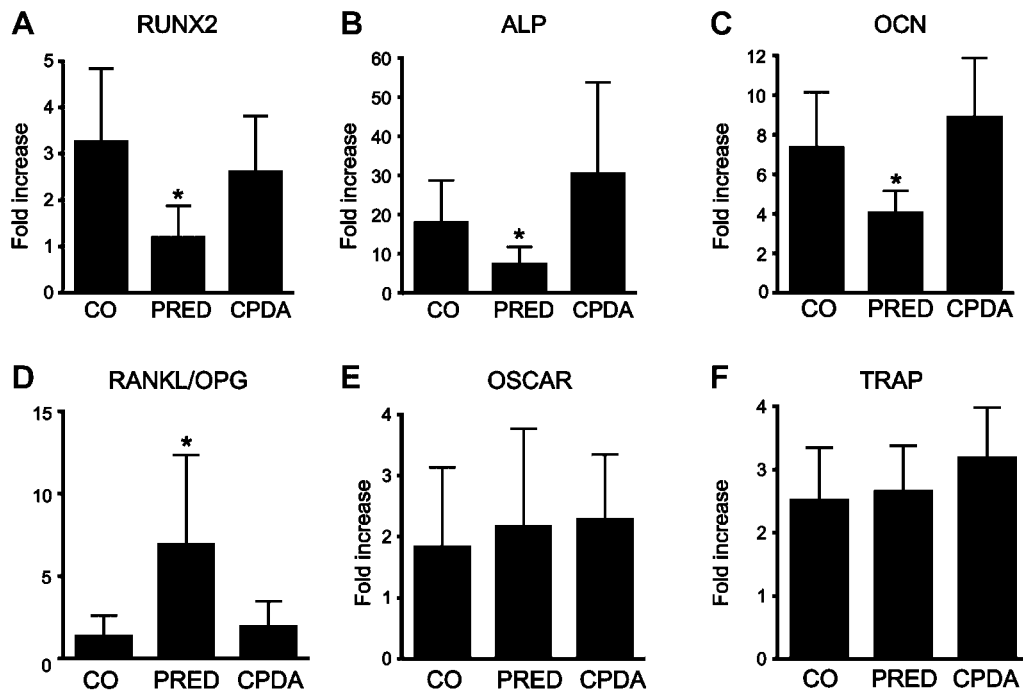 A RUNX2
Fold increase
5
4
3
2
1
0
*
CO PRED CPDA
B ALP
Fold increase
60
50
40
30
20
10
0
*
CO PRED CPDA
C OCN
Fold increase
12
10
8
6
4
2
0
*
CO PRED CPDA
D RANKL/OPG
15
10
5
0
*
CO PRED CPDA
E OSCAR
Fold increase
4
3
2
1
0
CO PRED CPDA
F TRAP
Fold increase
4
3
2
1
0
CO PRED CPDA